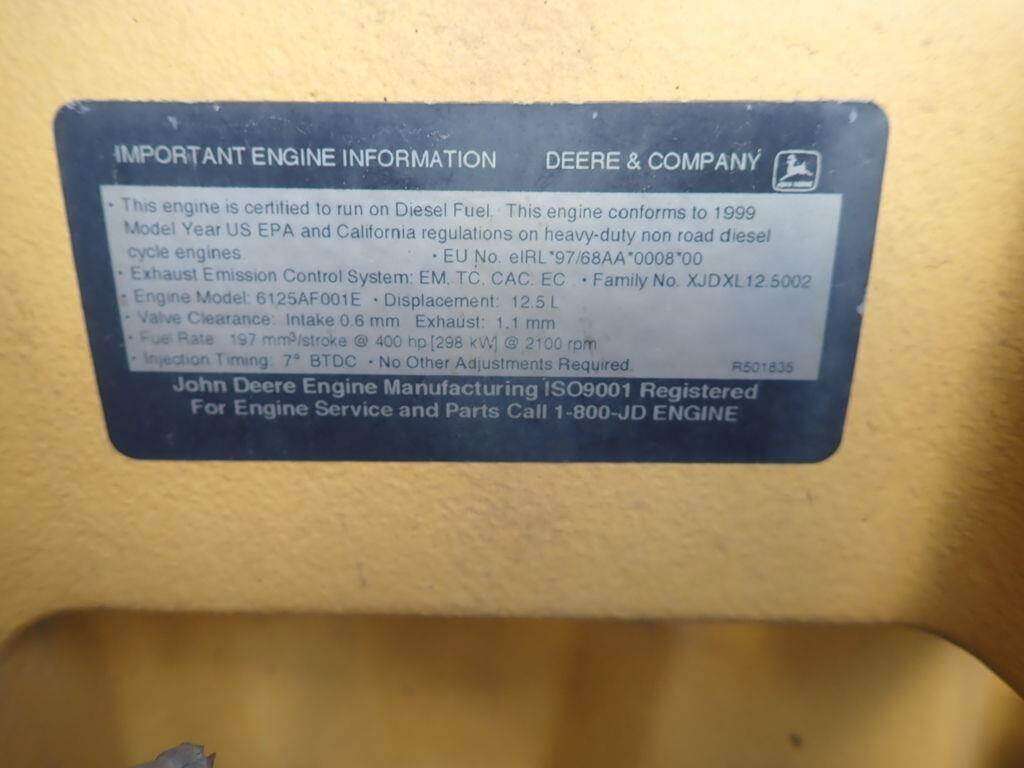 IMPORTANT ENGINE INFORMATION DEERE & COMPANY
• This engine is certified to run on Diesel Fuel. This engine conforms to 1999
Model Year US EPA and California regulations on heavy-duty non road diesel
cycle engines • EU No. eIRL*97/68AA*0008*00
• Exhaust Emission Control System: EM, TC, CAC, EC • Family No. XJDXL12.5002
• Engine Model: 6125AF001E • Displacement: 12.5 L
• Valve Clearance: Intake 0.6 mm Exhaust: 1.1 mm
• Fuel Rate 197 mm³/stroke @ 400 hp [298 kW] @ 2100 rpm
• Injection Timing: 7° BTDC • No Other Adjustments Required. R501835
John Deere Engine Manufacturing ISO9001 Registered
For Engine Service and Parts Call 1-800-JD ENGINE